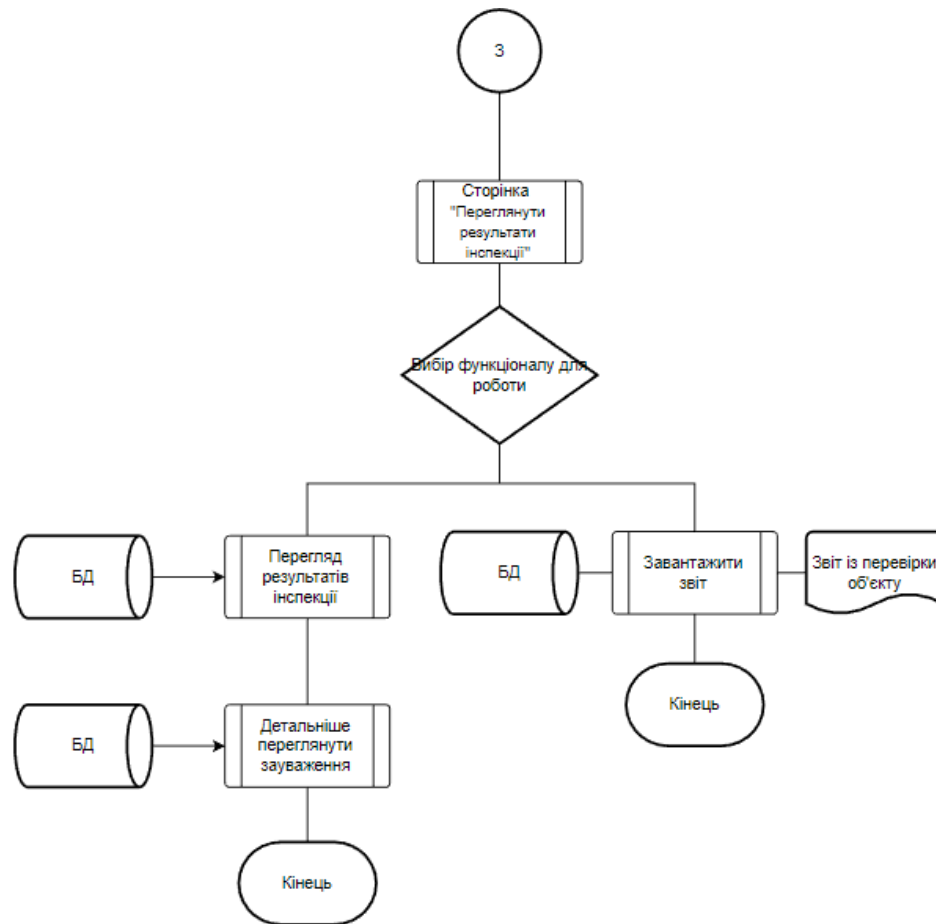 3
Сторінка
"Переглянути
результати
інспекції"
Вибір функціоналу для
роботи
БД
Перегляд
результатів
інспекції
БД
Завантажити
звіт
Звіт із перевірки
об'єкту
БД
Детальніше
переглянути
зауваження
Кінець
Кінець